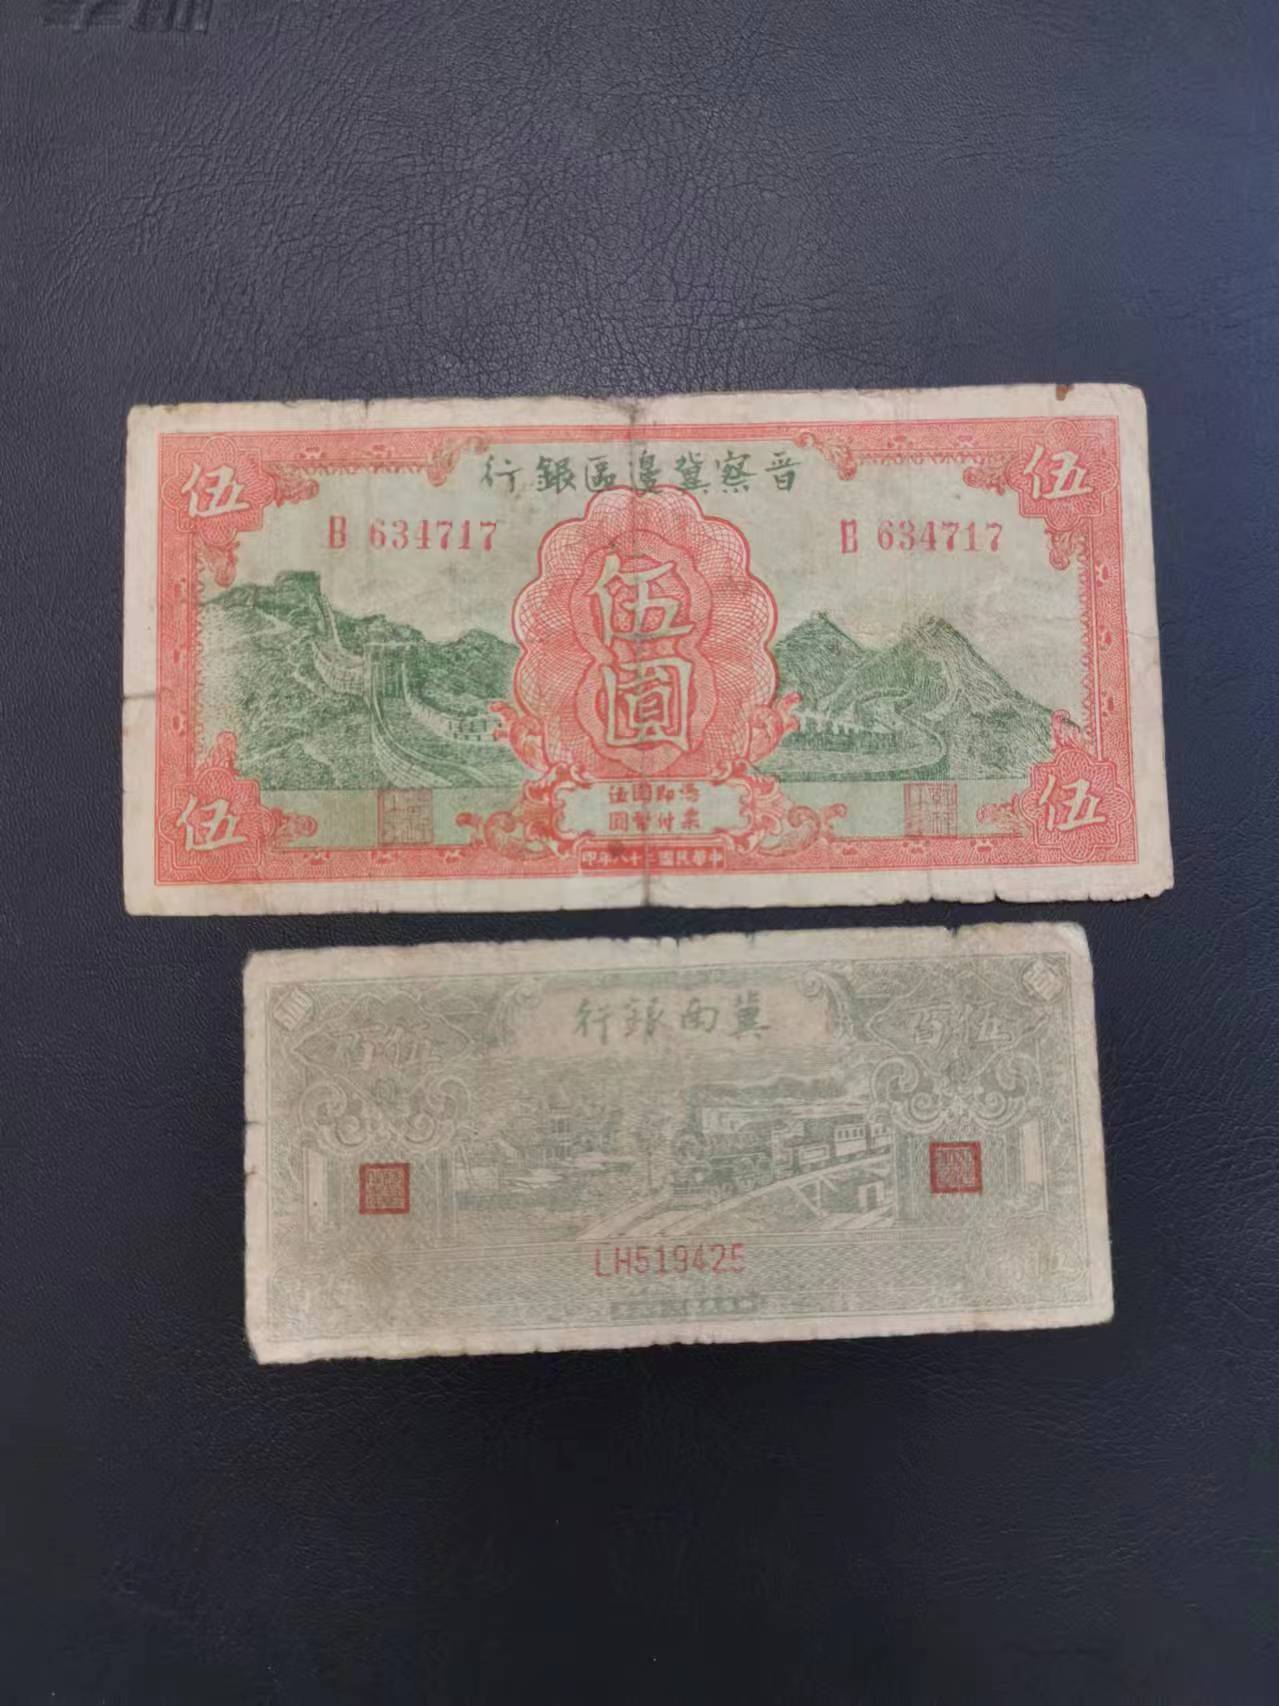 伍
晋察冀邊區銀行
伍
B 634717
B 634717
伍圓
伍
伍
憑票
即付
國幣
伍圓
中華民國二十八年印
冀南銀行
伍百
伍百
LH519425